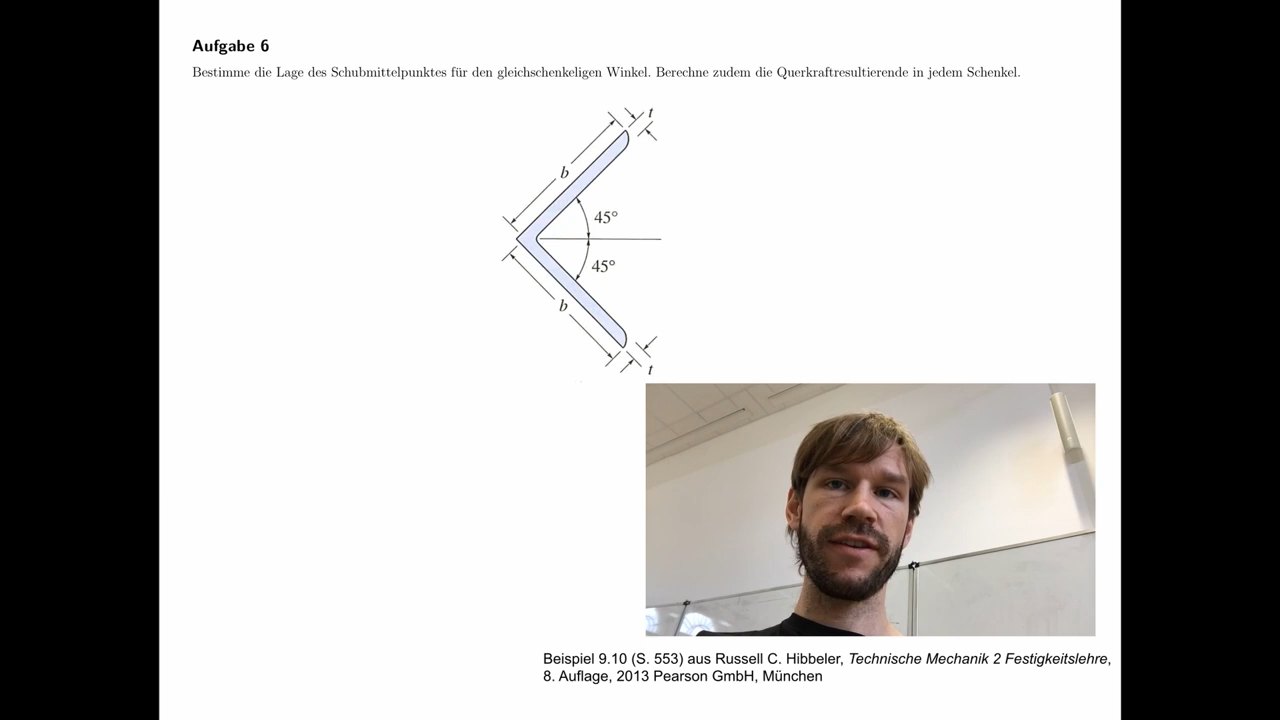 Aufgabe 6
Bestimme die Lage des Schubmittelpunktes für den gleichschenkeligen Winkel. Berechne zudem die Querkraftresultierende in jedem Schenkel.
t
b
45°
45°
b
t
Beispiel 9.10 (S. 553) aus Russell C. Hibbeler, Technische Mechanik 2 Festigkeitslehre,
8. Auflage, 2013 Pearson GmbH, München